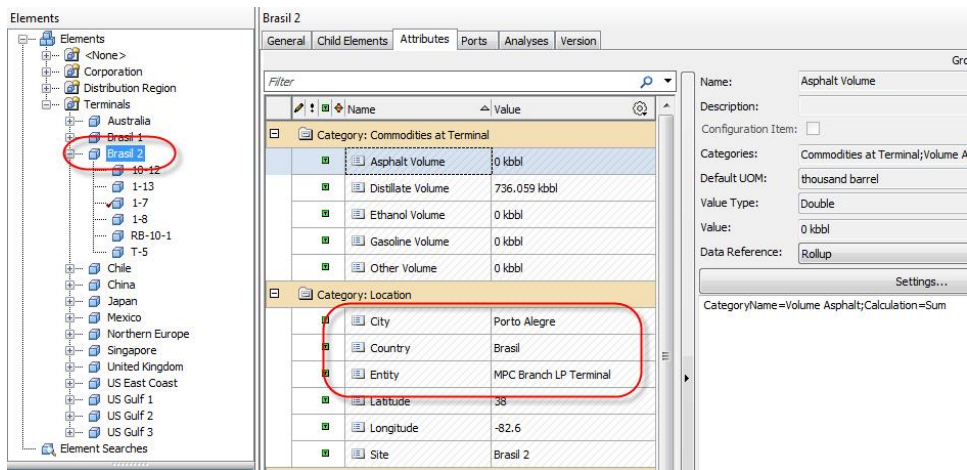 Elements
Elements
<None>
Corporation
Distribution Region
Terminals
Australia
Brasil 1
Brasil 2
10-12
1-13
1-7
1-8
RB-10-1
T-5
Chile
China
Japan
Mexico
Northern Europe
Singapore
United Kingdom
US East Coast
US Gulf 1
US Gulf 2
US Gulf 3
Element Searches
Brasil 2
General Child Elements Attributes Ports Analyses Version
Filter
Name Value
Category: Commodities at Terminal
Asphalt Volume 0 kbbl
Distillate Volume 736.059 kbbl
Ethanol Volume 0 kbbl
Gasoline Volume 0 kbbl
Other Volume 0 kbbl
Category: Location
City Porto Alegre
Country Brasil
Entity MPC Branch LP Terminal
Latitude 38
Longitude -82.6
Site Brasil 2
Gro
Name: Asphalt Volume
Description:
Configuration Item:
Categories: Commodities at Terminal;Volume A
Default UOM: thousand barrel
Value Type: Double
Value: 0 kbbl
Data Reference: Rollup
Settings...
CategoryName=Volume Asphalt;Calculation=Sum